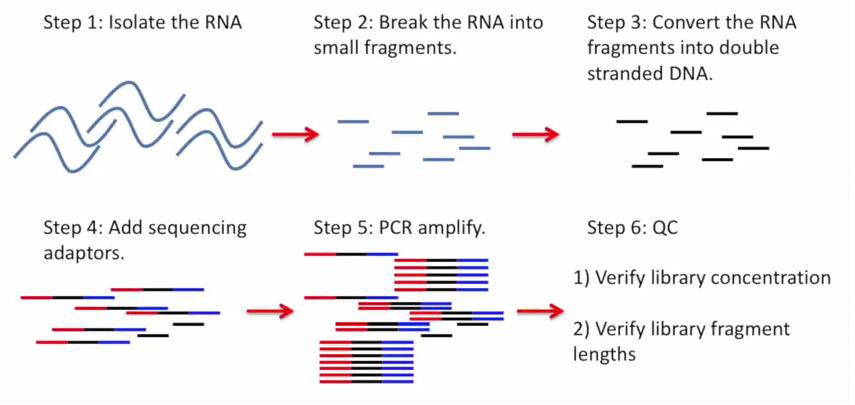 Step 1: Isolate the RNA
Step 2: Break the RNA into
small fragments.
Step 3: Convert the RNA
fragments into double
stranded DNA.
Step 4: Add sequencing
adaptors.
Step 5: PCR amplify.
Step 6: QC
1) Verify library concentration
2) Verify library fragment
lengths